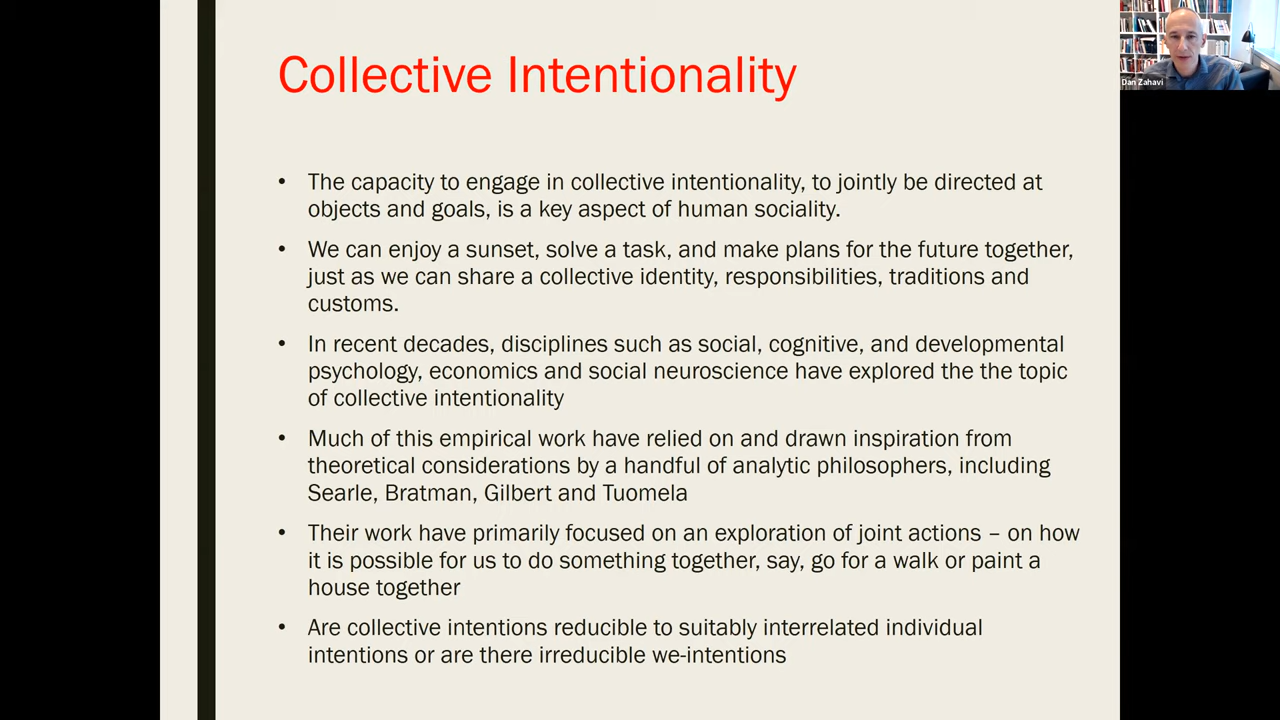 Collective Intentionality
• The capacity to engage in collective intentionality, to jointly be directed at
objects and goals, is a key aspect of human sociality.
• We can enjoy a sunset, solve a task, and make plans for the future together,
just as we can share a collective identity, responsibilities, traditions and
customs.
• In recent decades, disciplines such as social, cognitive, and developmental
psychology, economics and social neuroscience have explored the the topic
of collective intentionality
• Much of this empirical work have relied on and drawn inspiration from
theoretical considerations by a handful of analytic philosophers, including
Searle, Bratman, Gilbert and Tuomela
• Their work have primarily focused on an exploration of joint actions – on how
it is possible for us to do something together, say, go for a walk or paint a
house together
• Are collective intentions reducible to suitably interrelated individual
intentions or are there irreducible we-intentions
Dan Zahavi